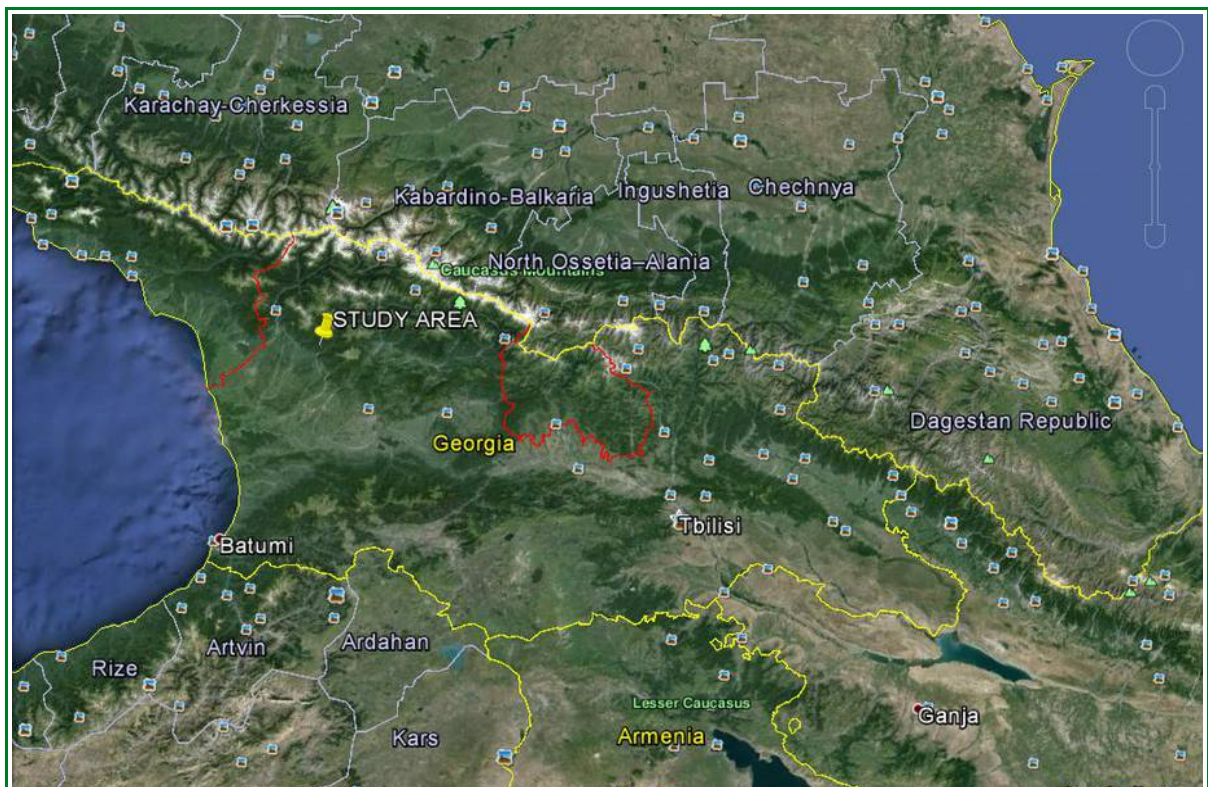 Karachay-Cherkessia
Kabardino-Balkaria
Ingushetia
Chechnya
North Ossetia–Alania
Caucasus Mountains
STUDY AREA
Dagestan Republic
Georgia
Tbilisi
Batumi
Artvin
Ardahan
Rize
Lesser Caucasus
Ganja
Kars
Armenia